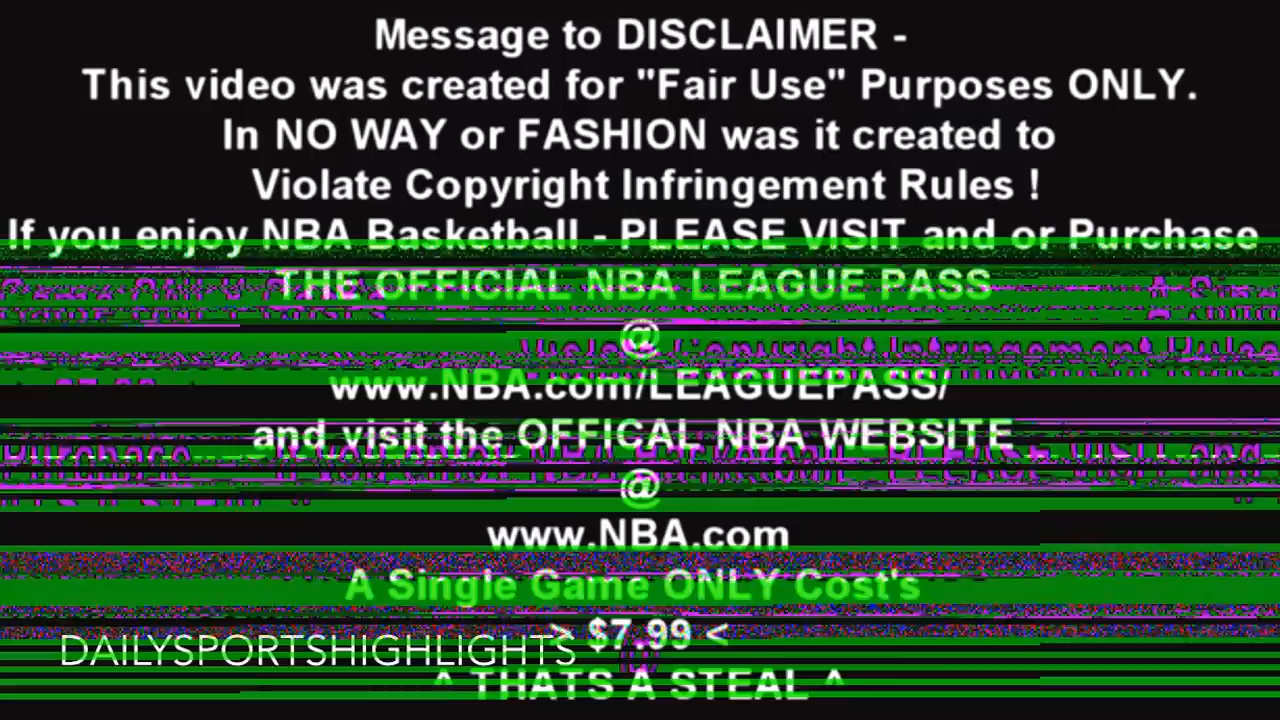 Message to DISCLAIMER -
This video was created for "Fair Use" Purposes ONLY.
In NO WAY or FASHION was it created to
Violate Copyright Infringement Rules !
If you enjoy NBA Basketball - PLEASE VISIT and or Purchase
THE OFFICIAL NBA LEAGUE PASS
@
www.NBA.com/LEAGUEPASS/
and visit the OFFICAL NBA WEBSITE
@
www.NBA.com
A Single Game ONLY Cost's
> $7.99 <
DAILYSPORTSHIGHLIGHTS
^ THATS A STEAL ^